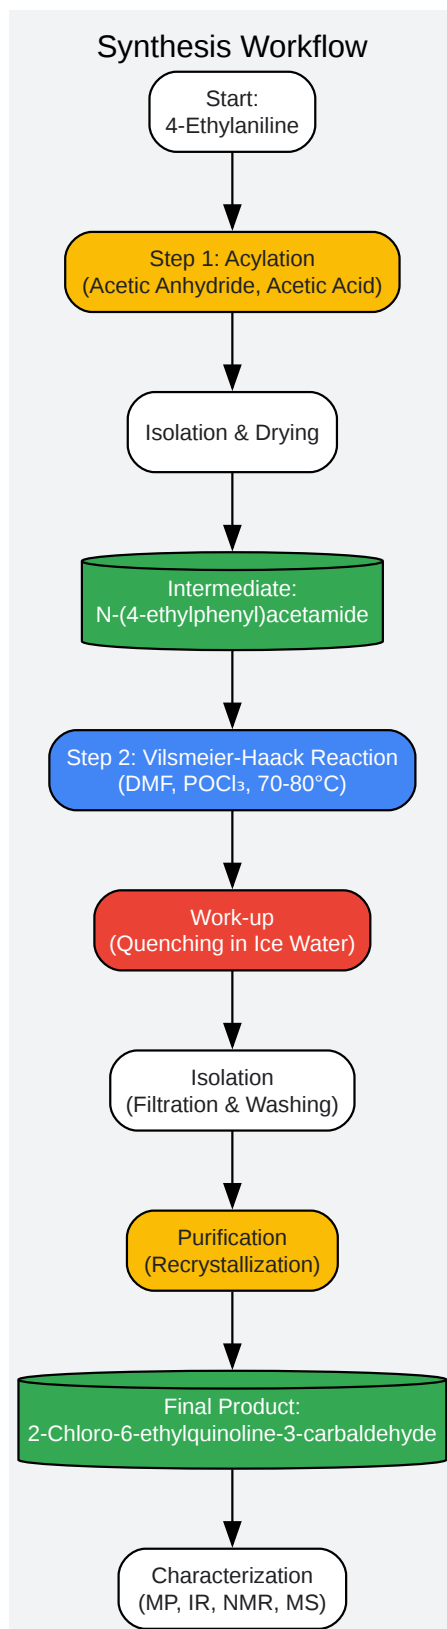 Synthesis Workflow
Start:
4-Ethylaniline
Step 1: Acylation
(Acetic Anhydride, Acetic Acid)
Isolation & Drying
Intermediate:
N-(4-ethylphenyl)acetamide
Step 2: Vilsmeier-Haack Reaction
(DMF, POCl₃, 70-80°C)
Work-up
(Quenching in Ice Water)
Isolation
(Filtration & Washing)
Purification
(Recrystallization)
Final Product:
2-Chloro-6-ethylquinoline-3-carbaldehyde
Characterization
(MP, IR, NMR, MS)